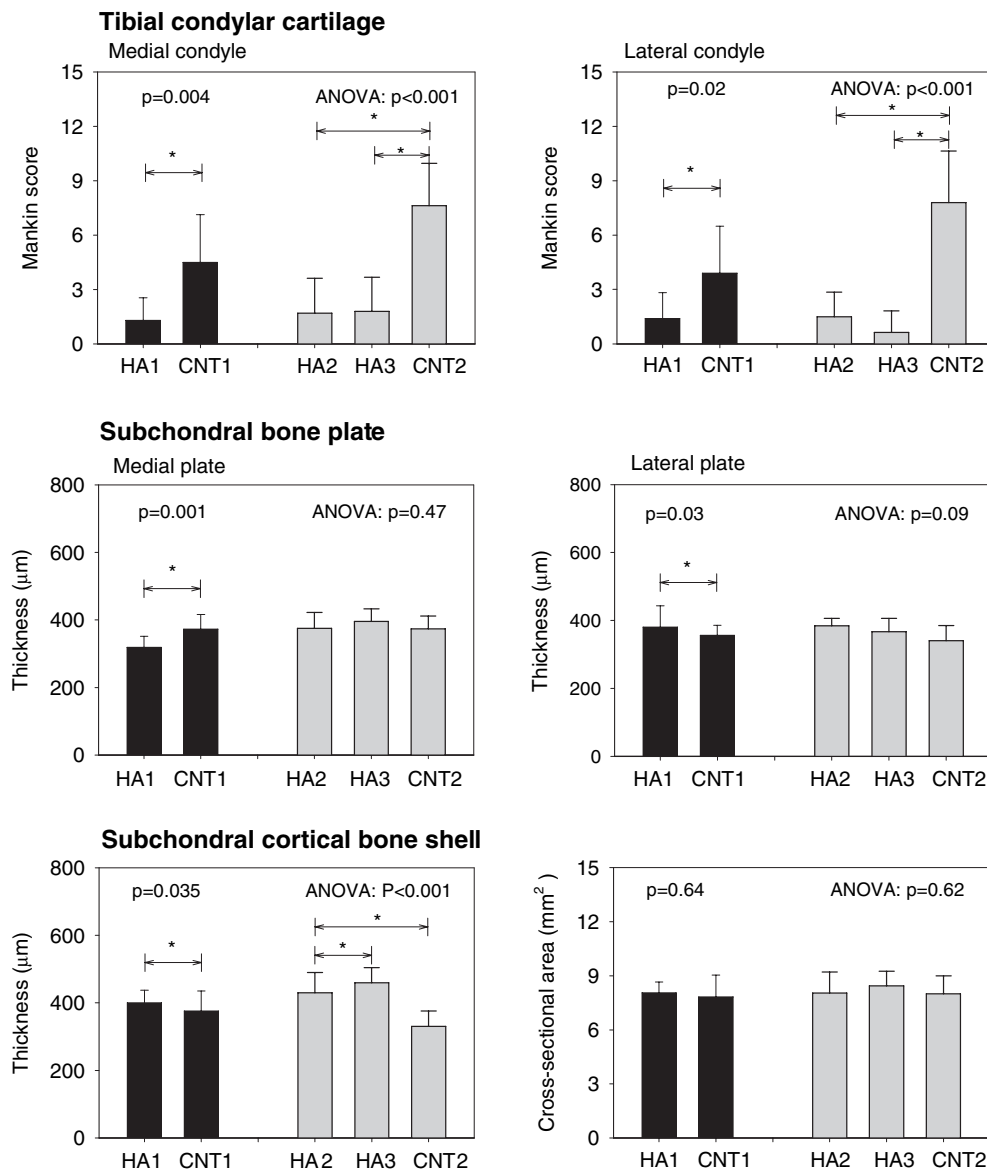 Tibial condylar cartilage
Medial condyle
15
12
9
6
3
0
Mankin score
p=0.004
ANOVA: p<0.001
*
*
*
HA1 CNT1 HA2 HA3 CNT2
Lateral condyle
15
12
9
6
3
0
Mankin score
p=0.02
ANOVA: p<0.001
*
*
*
HA1 CNT1 HA2 HA3 CNT2
Subchondral bone plate
Medial plate
800
600
400
200
0
Thickness (µm)
p=0.001
ANOVA: p=0.47
*
HA1 CNT1 HA2 HA3 CNT2
Lateral plate
800
600
400
200
0
Thickness (µm)
p=0.03
ANOVA: p=0.09
*
HA1 CNT1 HA2 HA3 CNT2
Subchondral cortical bone shell
800
600
400
200
0
Thickness (µm)
p=0.035
ANOVA: P<0.001
*
*
*
HA1 CNT1 HA2 HA3 CNT2
15
12
9
6
3
0
Cross-sectional area (mm²)
p=0.64
ANOVA: p=0.62
HA1 CNT1 HA2 HA3 CNT2